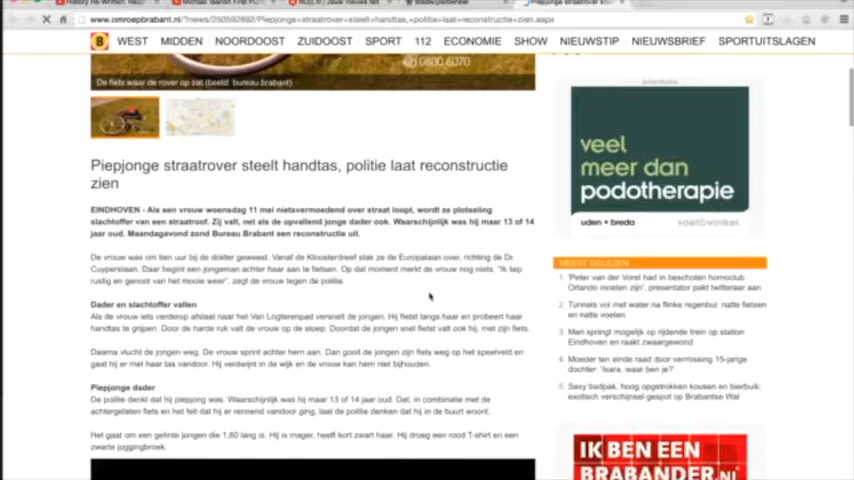 www.omroepbrabant.nl/?news/250592892/Piepjonge+straatrover+steelt+handtas,+politie+laat+reconstructie+zien.aspx
B WEST MIDDEN NOORDOOST ZUIDOOST SPORT 112 ECONOMIE SHOW NIEUWSTIP NIEUWSBRIEF SPORTUITSLAGEN
0800 6070
De fiets waar de rover op zat (beeld: bureau brabant)
Piepjonge straatrover steelt handtas, politie laat reconstructie
zien
EINDHOVEN - Als een vrouw woensdag 11 mei nietsvermoedend over straat loopt, wordt ze plotseling
slachtoffer van een straatroof. Zij valt, net als de opvallend jonge dader ook. Waarschijnlijk was hij maar 13 of 14
jaar oud. Maandagavond zond Bureau Brabant een reconstructie uit.
De vrouw was om tien uur bij de dokter geweest. Vanaf de Kloosterdreef stak ze de Europalaan over, richting de Dr.
Cuyperslaan. Daar begint een jongeman achter haar aan te fietsen. Op dat moment merkt de vrouw nog niets. "Ik liep
rustig en genoot van het mooie weer", zegt de vrouw tegen de politie.
Dader en slachtoffer vallen
Als de vrouw iets verderop afslaat naar het Van Logterenpad versnelt de jongen. Hij fietst langs haar en probeert haar
handtas te grijpen. Door de harde ruk valt de vrouw op de stoep. Doordat de jongen snel fietst valt ook hij, met zijn fiets.
Daarna vlucht de jongen weg. De vrouw sprint achter hem aan. Dan gooit de jongen zijn fiets weg op het speelveld en
gaat hij er met haar tas vandoor. Hij verdwijnt in de wijk en de vrouw kan hem niet bijhouden.
Piepjonge dader
De politie denkt dat hij piepjong was. Waarschijnlijk was hij maar 13 of 14 jaar oud. Dat, in combinatie met de
achtergelaten fiets en het feit dat hij er rennend vandoor ging, laat de politie denken dat hij in de buurt woont.
Het gaat om een getinte jongen die 1,60 lang is. Hij is mager, heeft kort zwart haar. Hij droeg een rood T-shirt en een
zwarte joggingbroek.
veel
meer dan
podotherapie
uden + breda
voetencentrum Winkel
MEEST GELEZEN
1 'Peter van der Vorst had in beschoten homoclub
Orlando moeten zijn', presentator pakt twitteraar aan
2. Tunnels vol met water na flinke regenbui: natte fietsen
en natte voeten
3. Man springt mogelijk op rijdende trein op station
Eindhoven en raakt zwaargewond
4. Moeder ten einde raad door vermissing 15-jarige
dochter: 'Isara, waar ben je?'
5. Sexy badpak, hoog opgetrokken kousen en bierbuik:
exotisch verschijnsel gespot op Brabantse Wal
IK BEN EEN
BRABANDER.NL